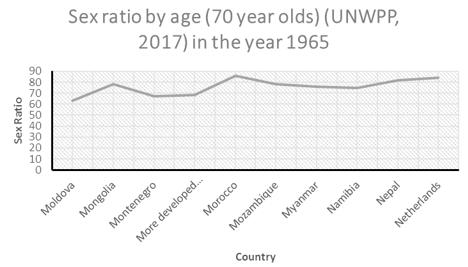 Sex ratio by age (70 year olds) (UNWPP,
2017) in the year 1965
90
80
70
60
50
40
30
20
10
0
Sex Ratio
Moldova
Mongolia
Montenegro
More developed...
Morocco
Mozambique
Myanmar
Namibia
Nepal
Netherlands
Country